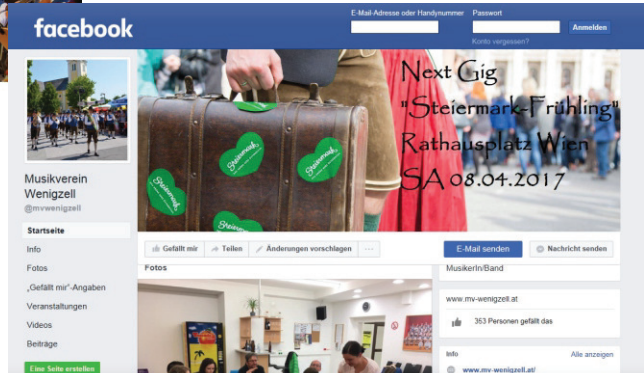 facebook
E-Mail-Adresse oder Handynummer
Passwort
Anmelden
Konto vergessen?
Next Gig
"Steiermark-Frühling"
Rathausplatz Wien
SA 08.04.2017
Steiermark
Steiermark
Steiermark
Musikverein
Wenigzell
@mvwenigzell
Startseite
Info
Fotos
„Gefällt mir"-Angaben
Veranstaltungen
Videos
Beiträge
Eine Seite erstellen
Gefällt mir
Teilen
Änderungen vorschlagen
E-Mail senden
Nachricht senden
Fotos
MusikerIn/Band
www.mv-wenigzell.at
353 Personen gefällt das
Info
Alle anzeigen
www.mv-wenigzell.at/